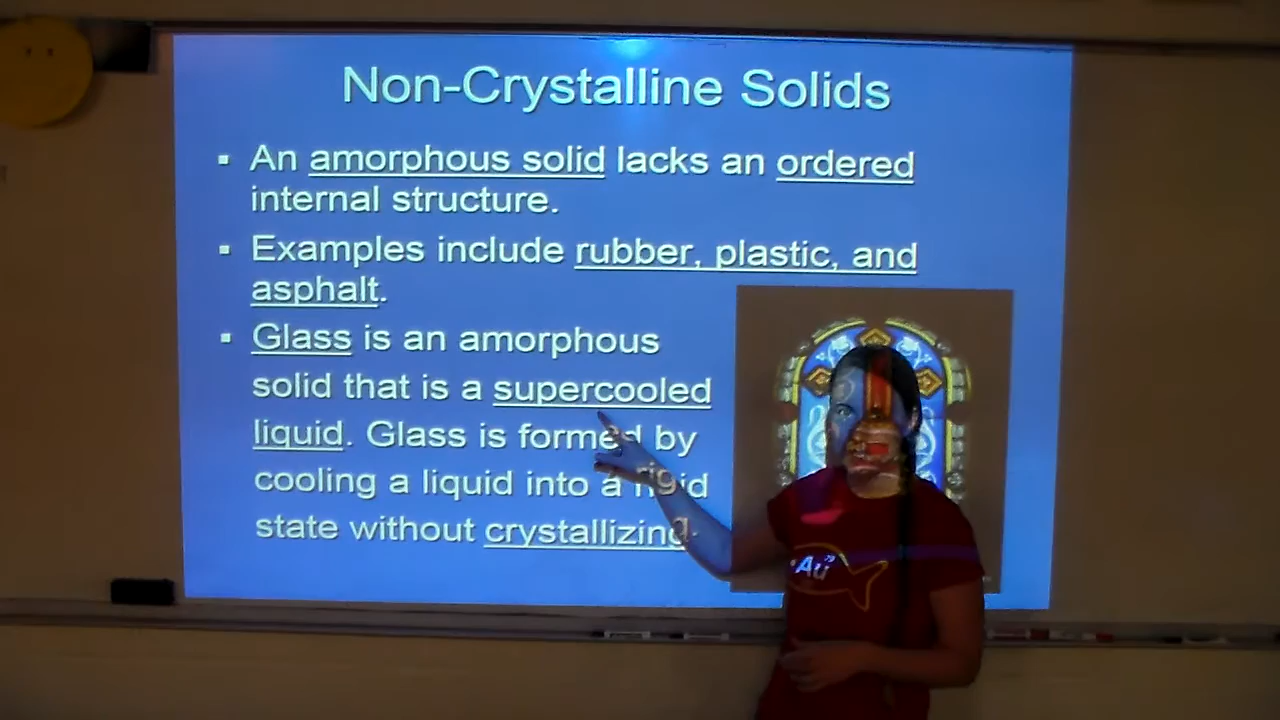 Non-Crystalline Solids
▪ An amorphous solid lacks an ordered
internal structure.
▪ Examples include rubber, plastic, and
asphalt.
▪ Glass is an amorphous
solid that is a supercooled
liquid. Glass is formed by
cooling a liquid into a rigid
state without crystallizing.
"Au"